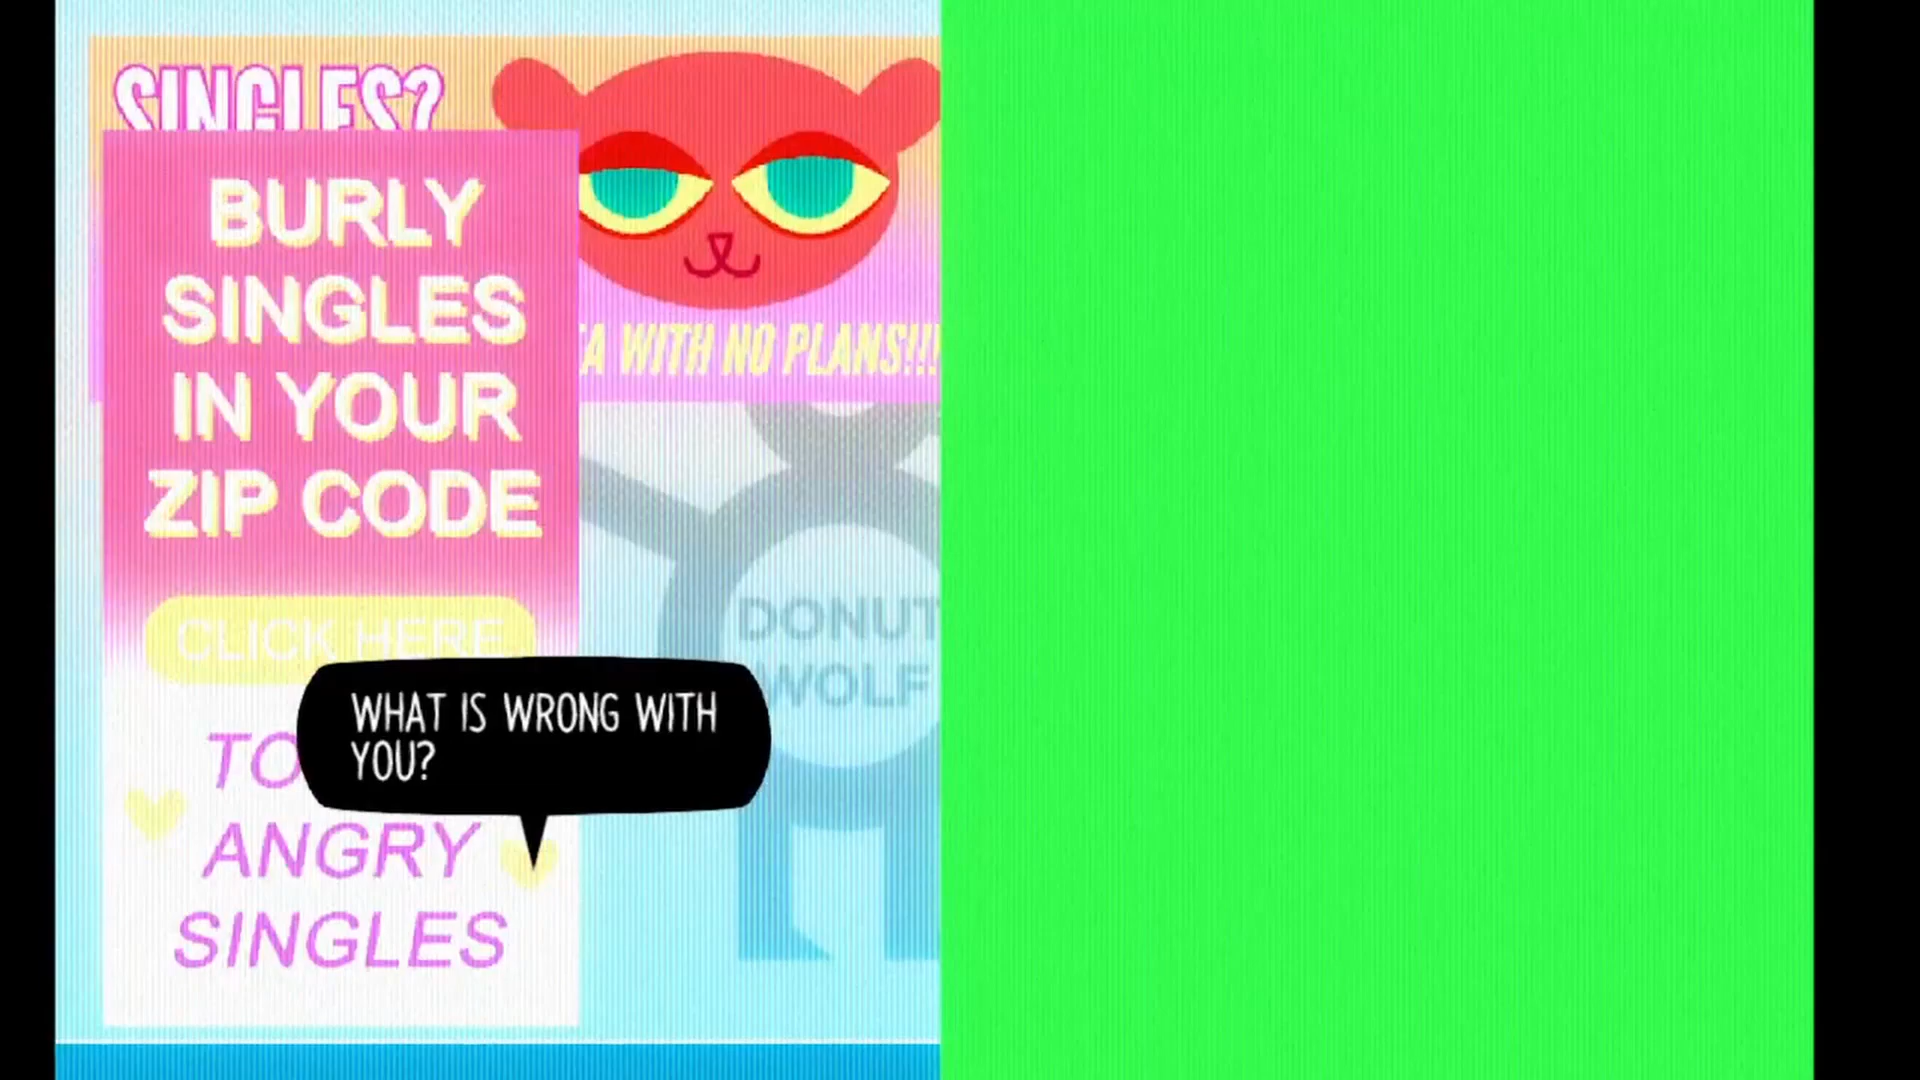 SINGLES?
BURLY
SINGLES
IN YOUR
ZIP CODE
WITH NO PLANS!!!
CLICK HERE
DONUT
WOLF
WHAT IS WRONG WITH
YOU?
TO
ANGRY
SINGLES